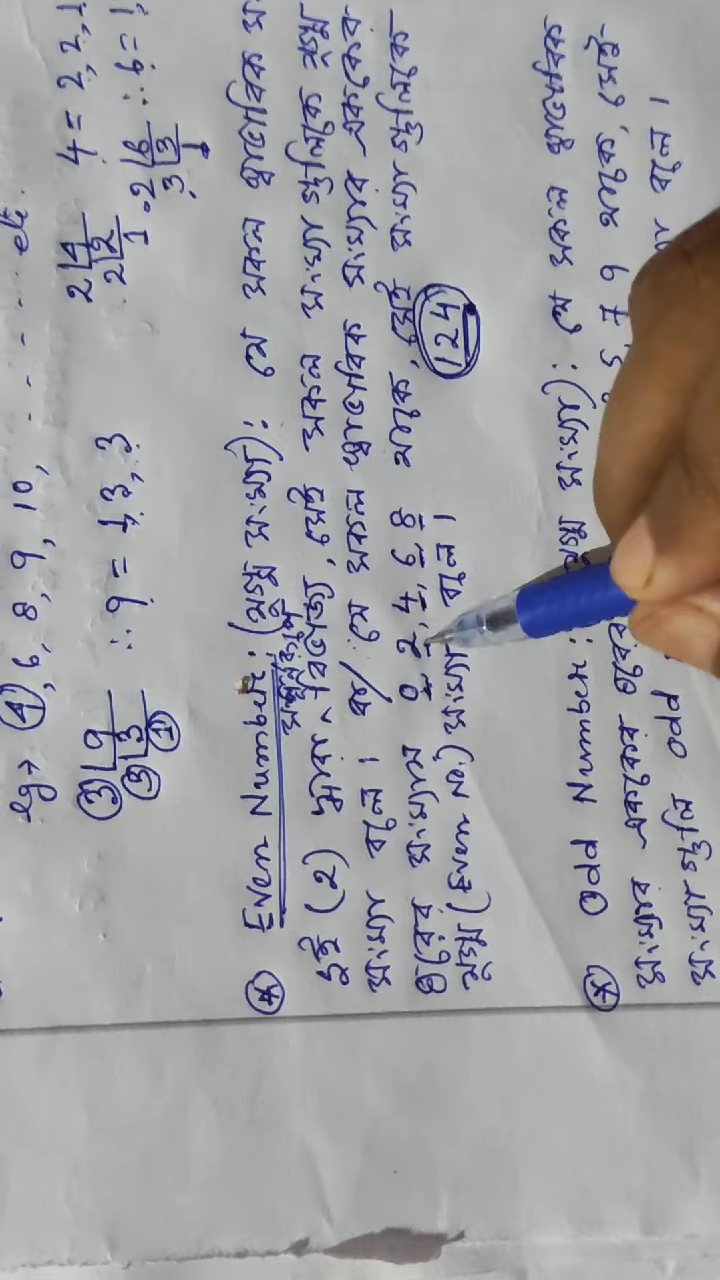 eg → ④, 6, 8, 9, 10, - - - - - etc.
3 | 9
3 | 3
1
∴ 9 = 1, 3, 3
2 | 4
2 | 2
1
4 = 2, 2, 1
2 | 6
3 | 3
1
∴ 6 =
* Even Number: (যুগ্ম সংখ্যা): যে সকল স্বাভাবিক
সম্পূর্ণরূপে
দুই (2) দ্বারা বিভাজ্য, সেই সকল সংখ্যা গুলিকে যুগ্ম
সংখ্যা বলে। বা/ যে সকল স্বাভাবিক সংখ্যার এককের
ঘরের সংখ্যায় 0 2, 4, 6, 8 থাকে, সেই সংখ্যা গুলিকে
যুগ্ম (Even No.) সংখ্যা বলে।
124
* Odd Number: সংখ্যা): যে সকল স্বাভাবিক
সংখ্যার এককের ঘরের 5, 7 9 থাকে, সেই
সংখ্যা গুলি odd বলে।